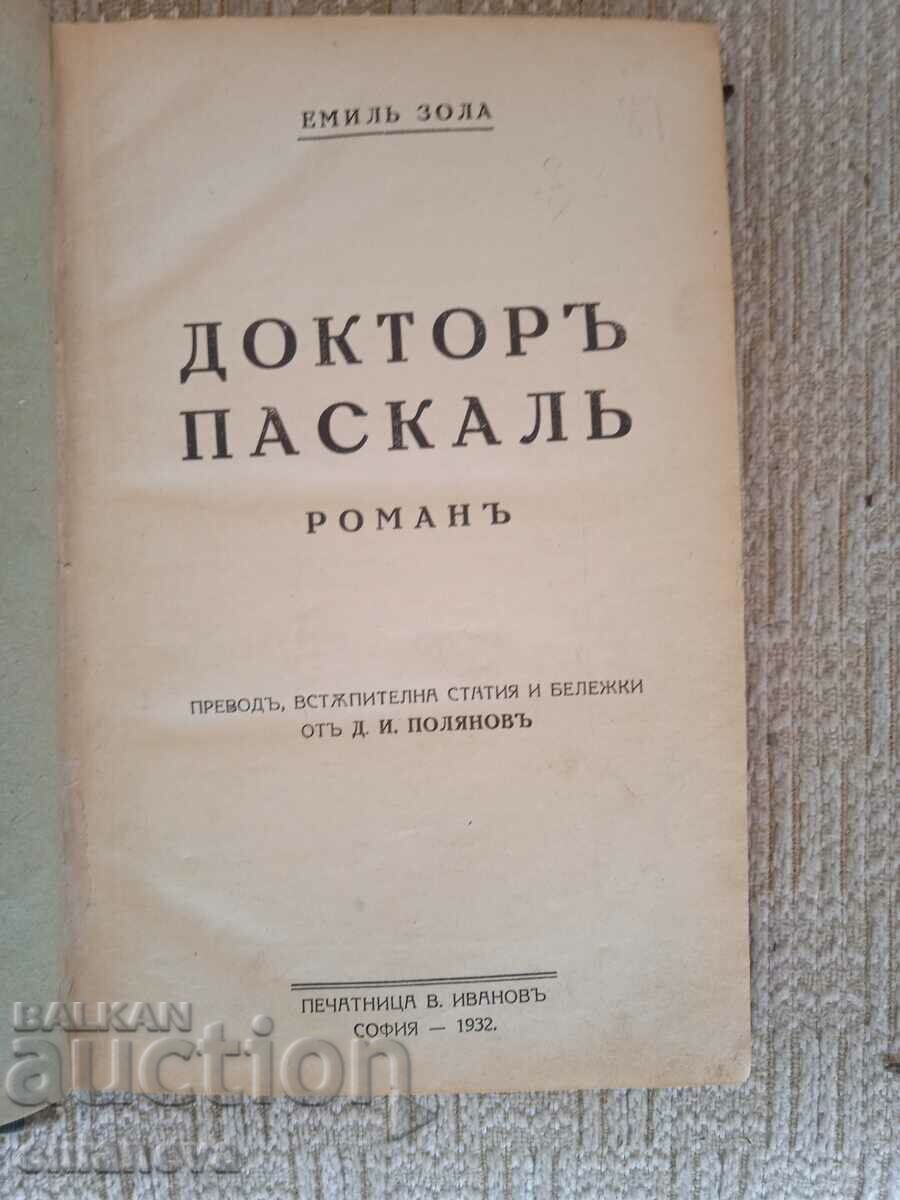 ЕМИЛЬ ЗОЛА
ДОКТОРЪ
ПАСКАЛЬ
РОМАНЪ
ПРЕВОДЪ, ВСТѪПИТЕЛНА СТАТИЯ И БЕЛЕЖКИ
ОТЪ Д. И. ПОЛЯНОВЪ
ПЕЧАТНИЦА В. ИВАНОВЪ
СОФИЯ — 1932.
BALKAN
auction